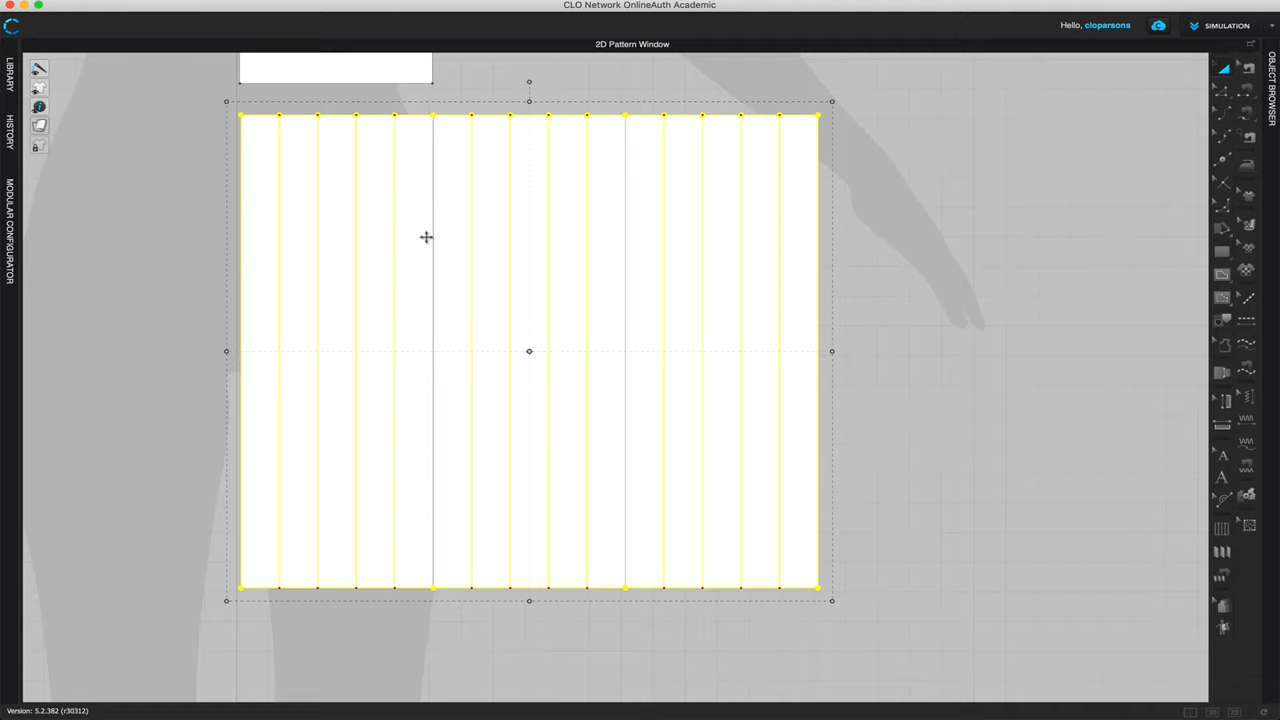 CLO Network OnlineAuth Academic
Hello, cloparsons
SIMULATION
2D Pattern Window
LIBRARY
HISTORY
MODULAR CONFIGURATOR
OBJECT BROWSER
A
A
Version: 5.2.382 (r30312)